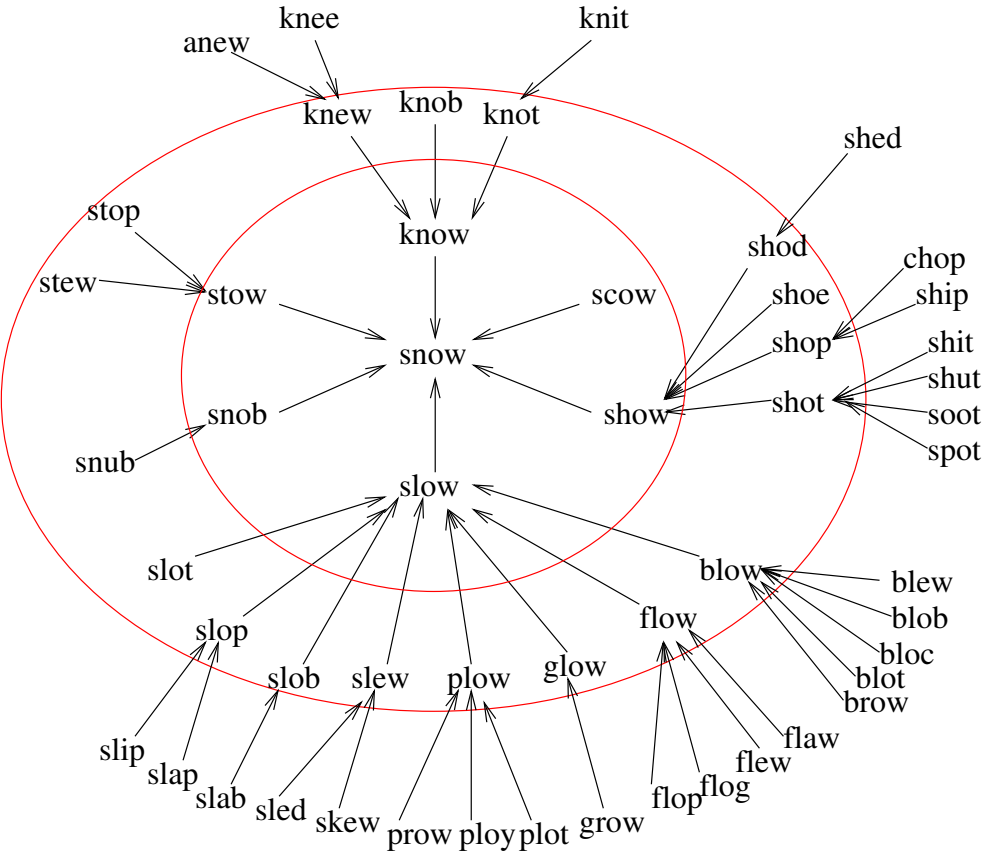 knee
knit
anew
knew
knob
knot
shed
stop
know
shod
chop
stew
stow
scow
shoe
ship
snow
shop
shit
shut
snob
show
shot
soot
snub
spot
slow
slot
blow
blew
slop
flow
blob
slob
slew
plow
glow
bloc
blot
brow
slip
flaw
slap
flew
slab
flop
flog
sled
skew
prow
ploy
plot
grow